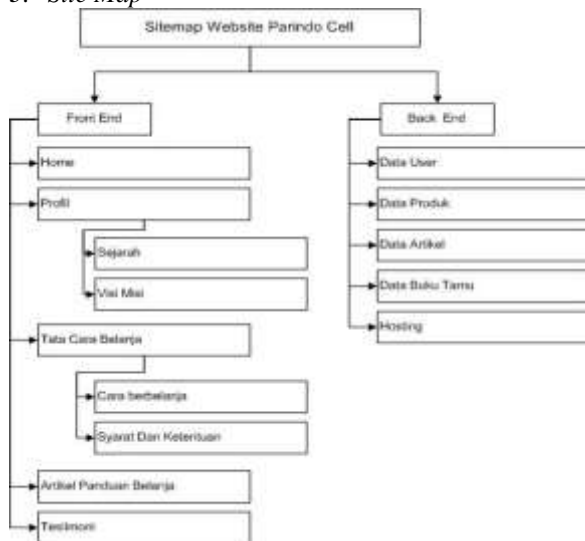 3. Site Map
Sitemap Website Parindo Cell
Front End
Home
Profil
Sejarah
Visi Misi
Tata Cara Belanja
Cara berbelanja
Syarat Dan Ketentuan
Artikel Panduan Belanja
Testimoni
Back End
Data User
Data Produk
Data Artikel
Data Buku Tamu
Hosting